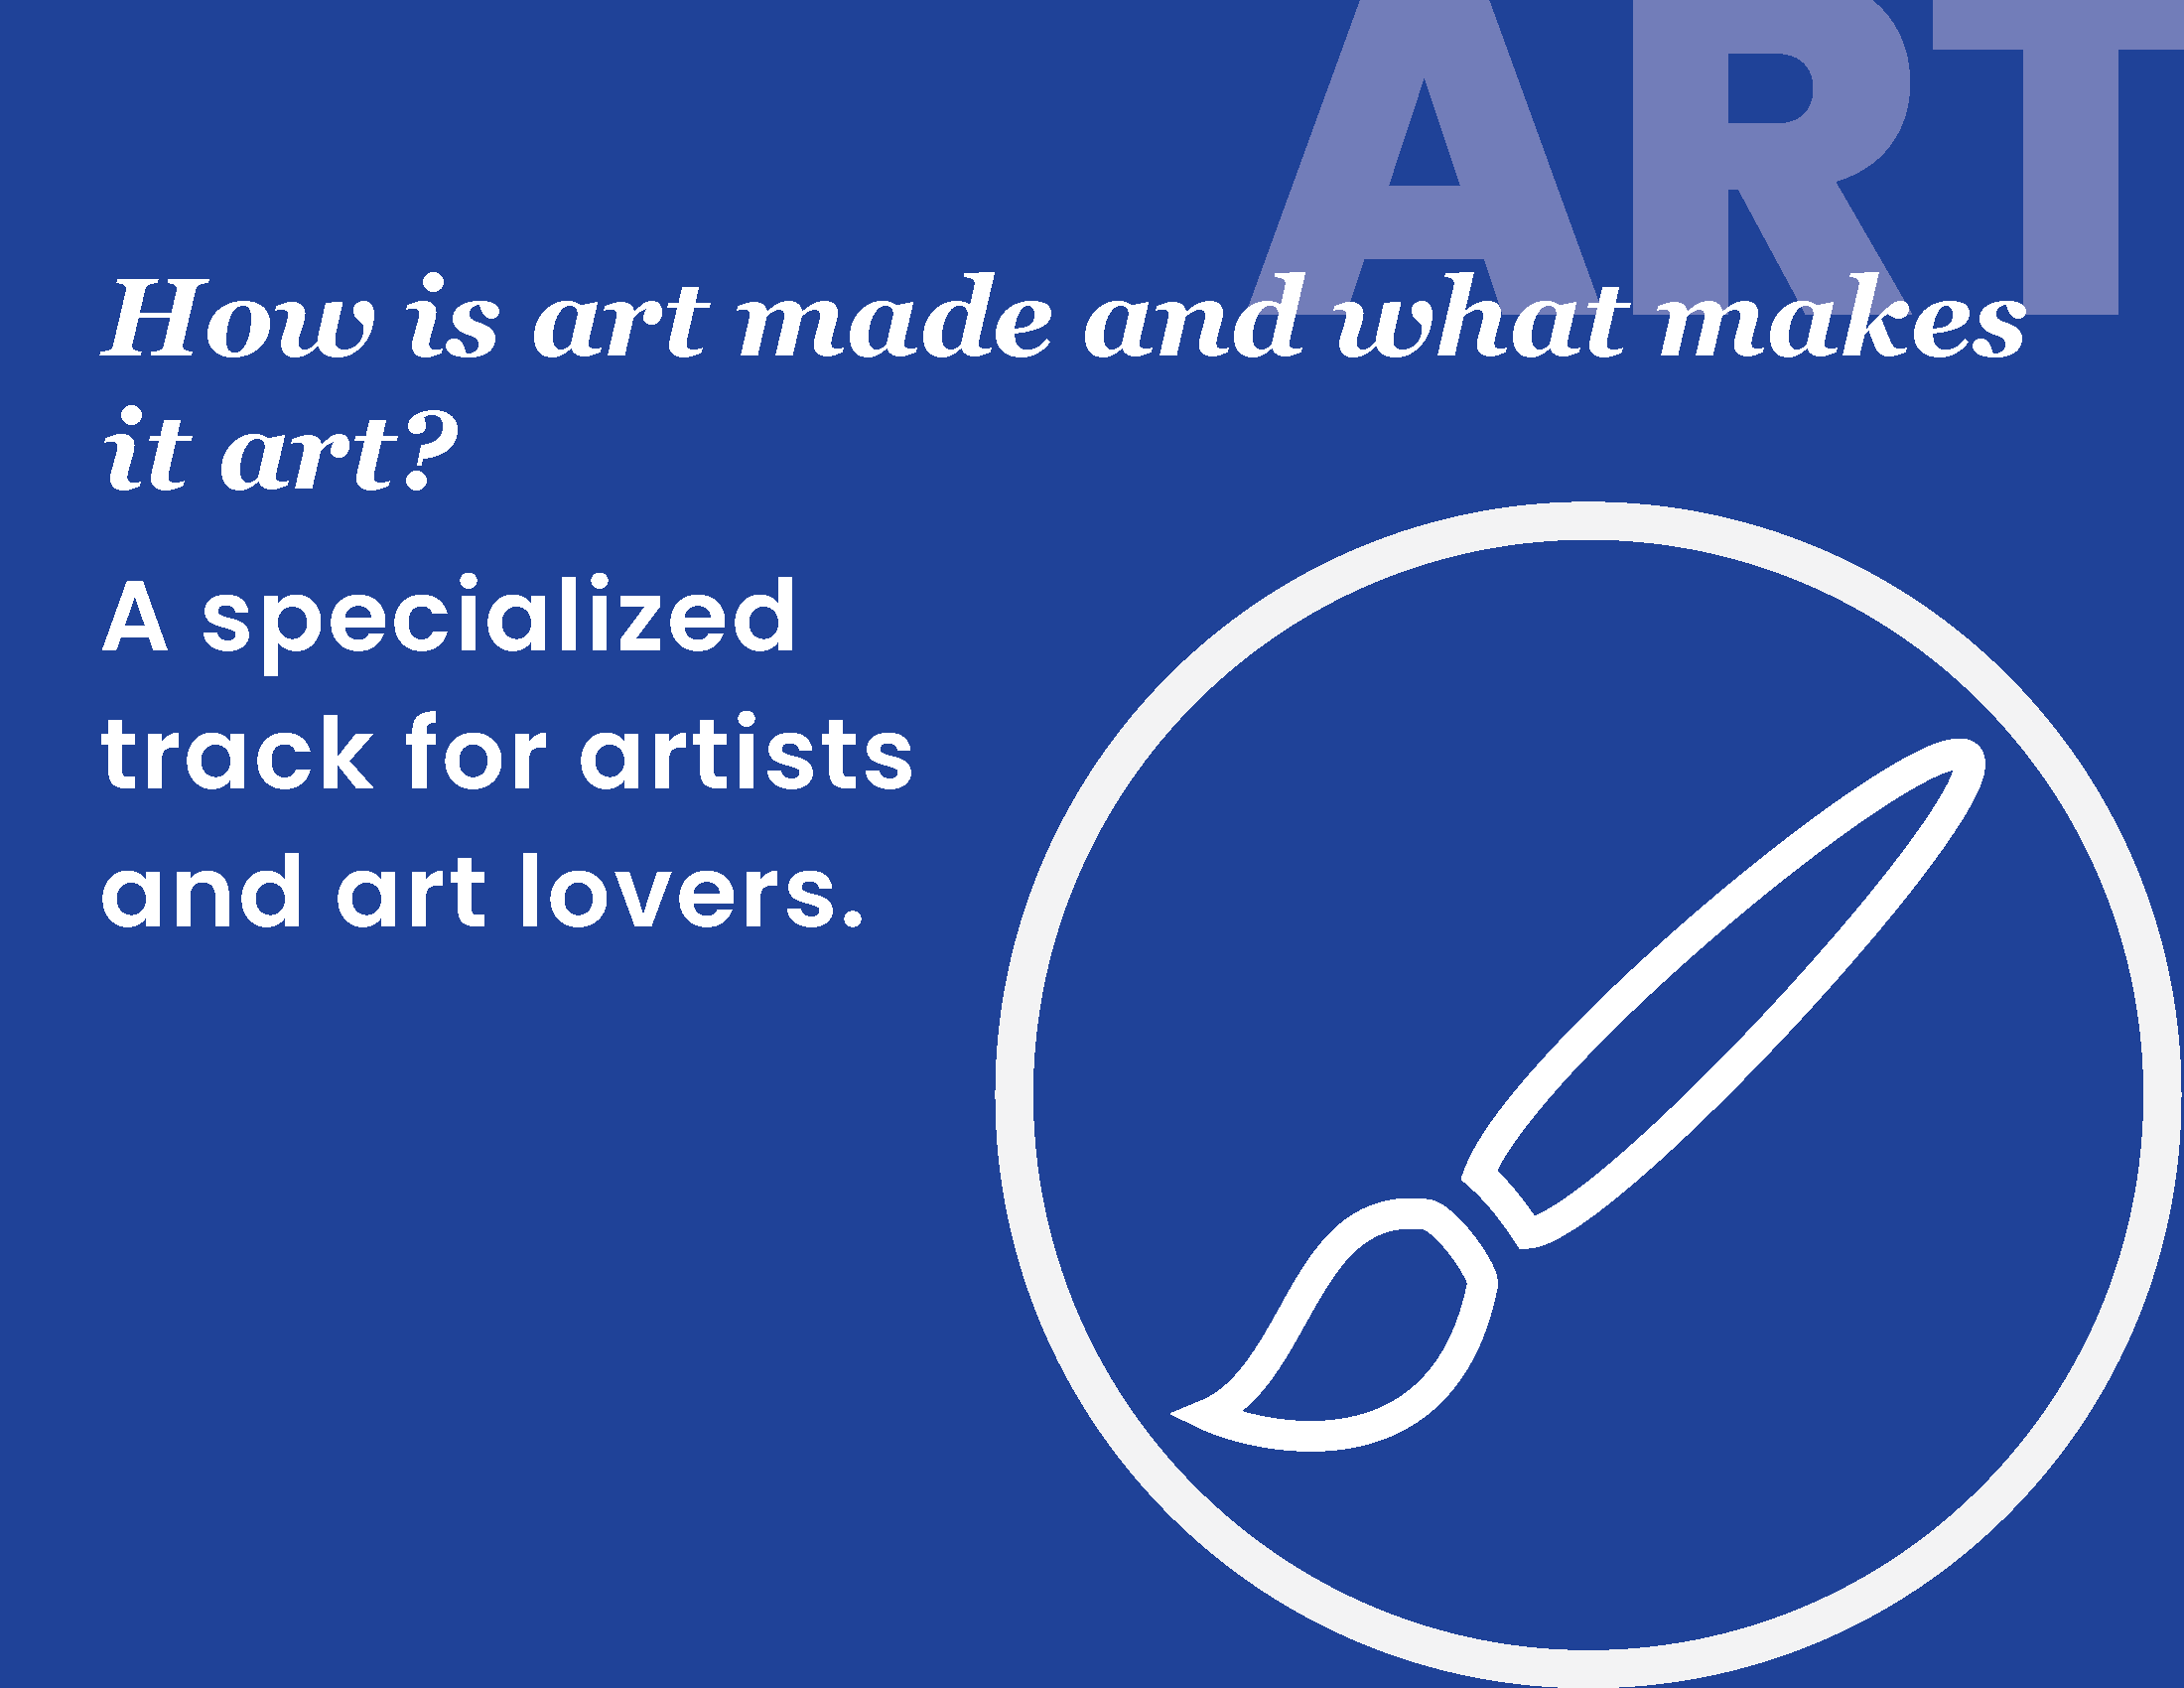 ART
How is art made and what makes
it art?
A specialized
track for artists
and art lovers.